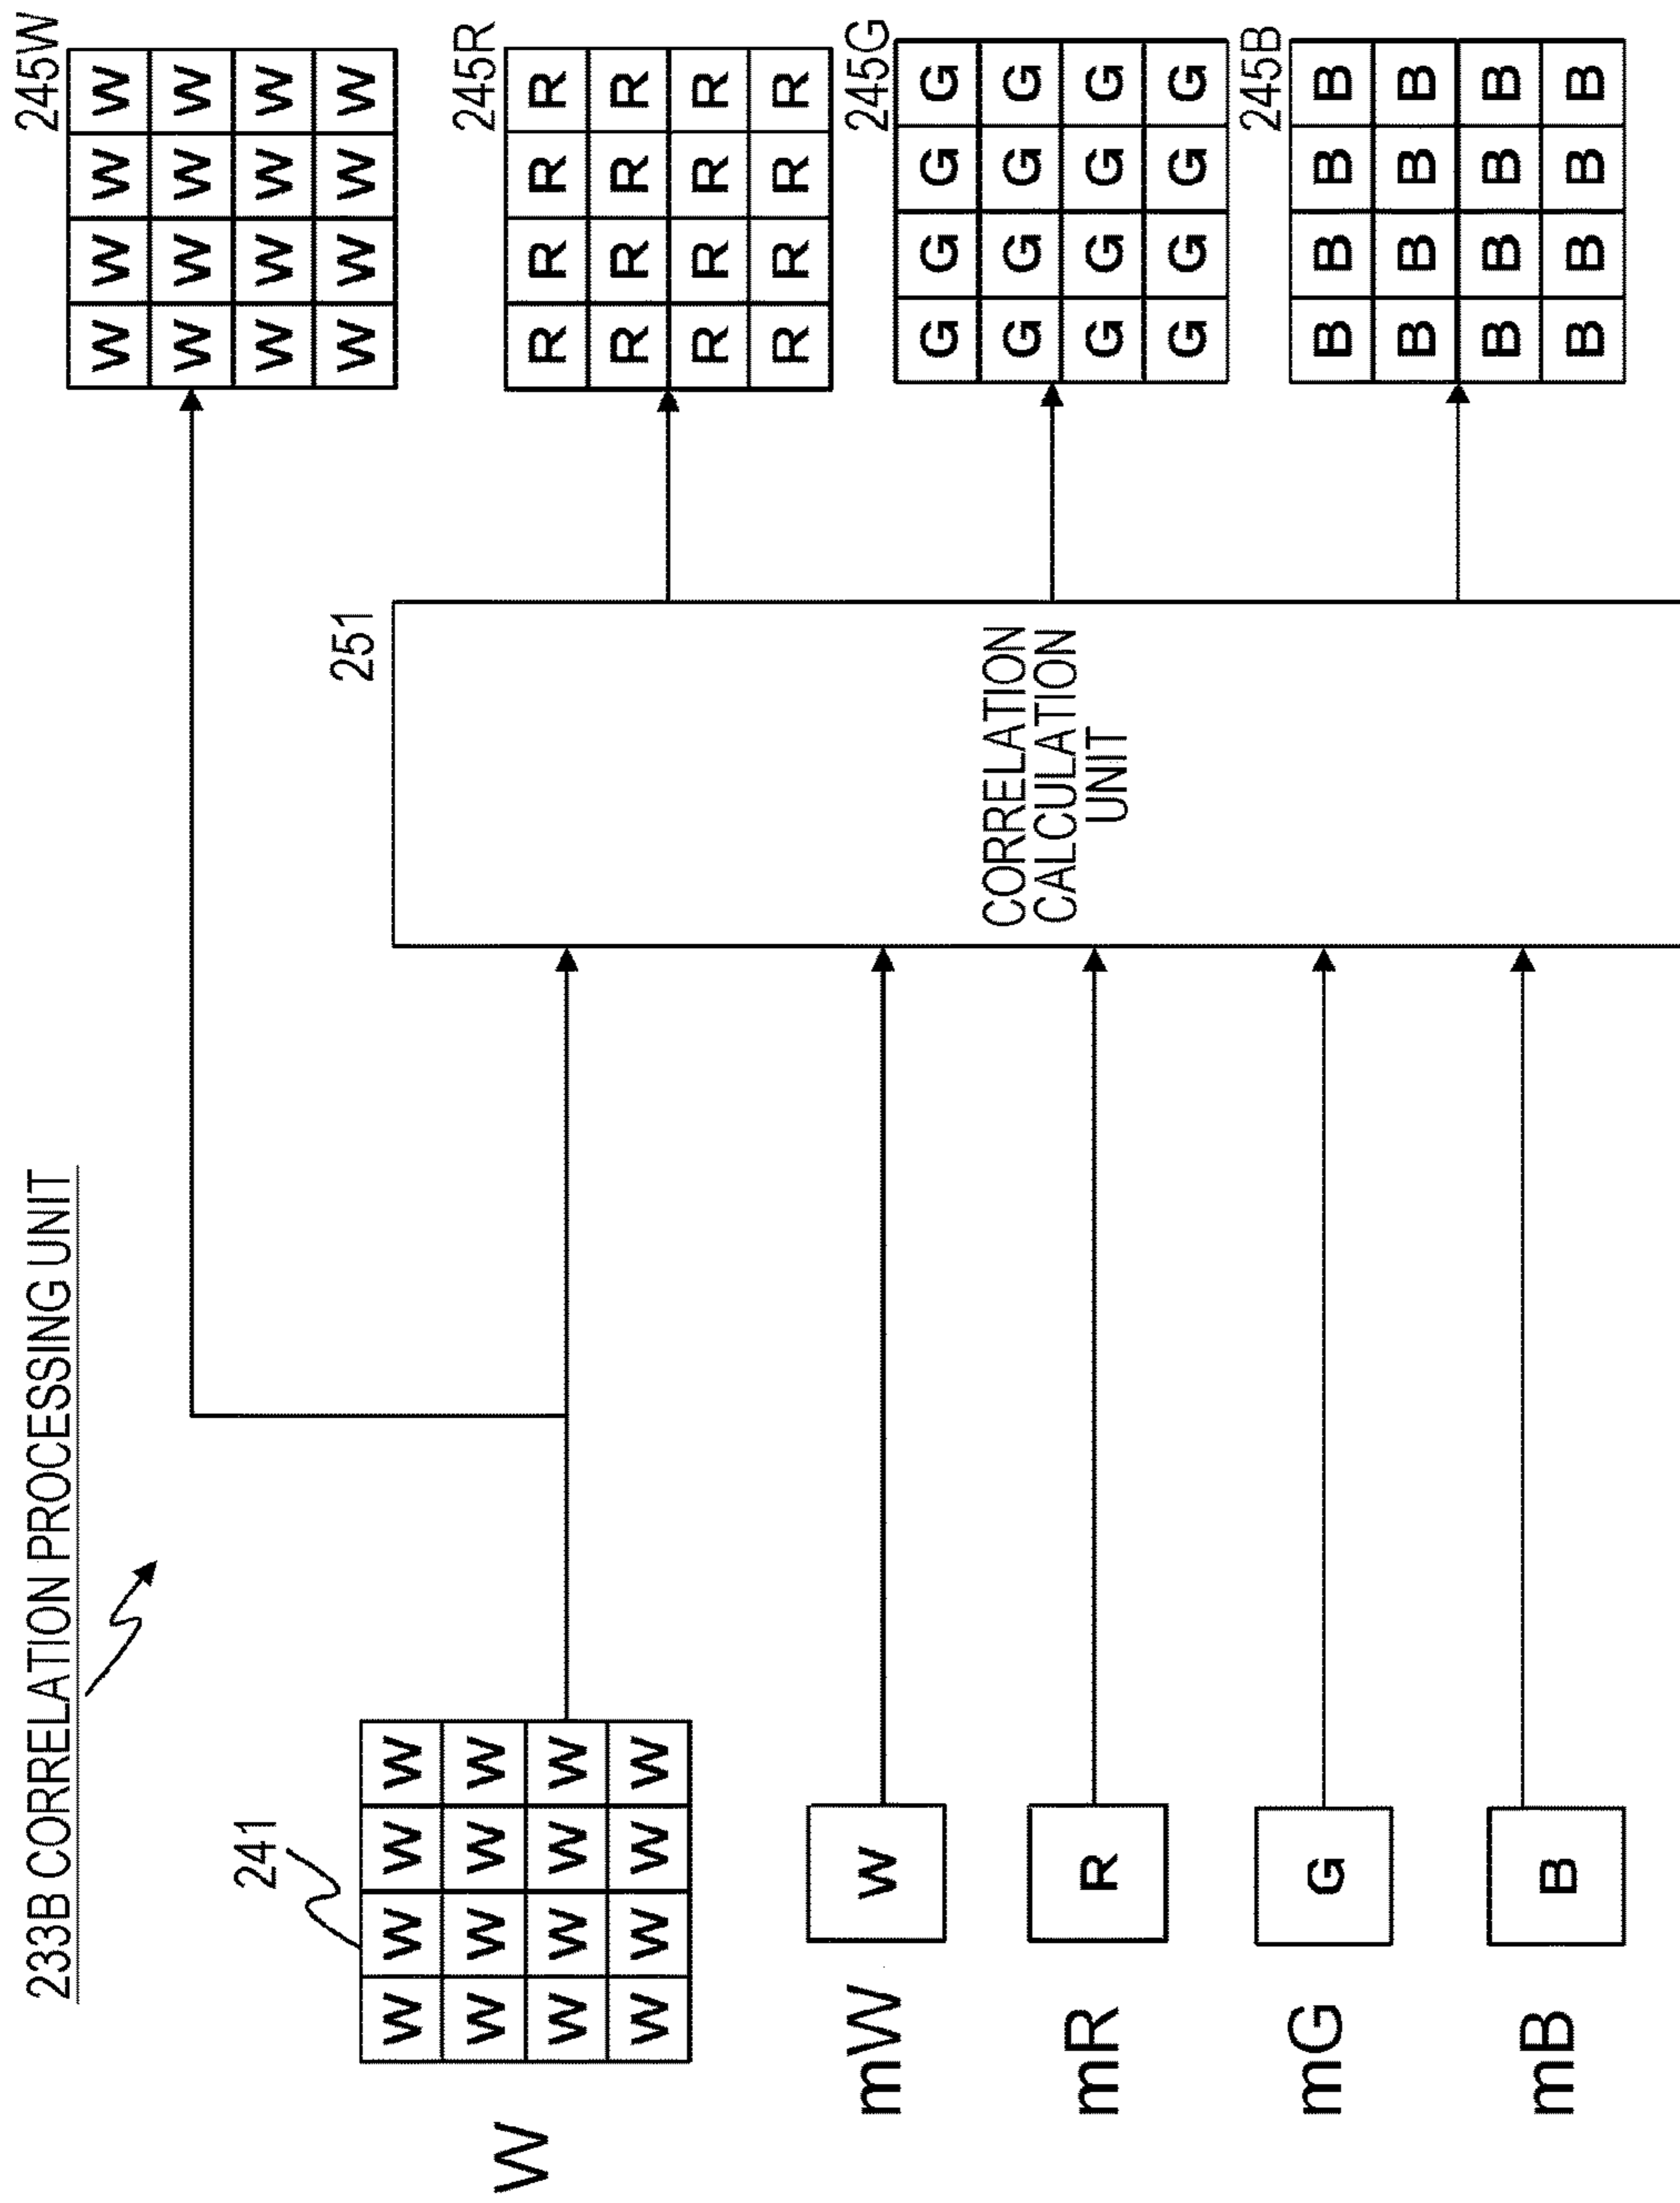 233B CORRELATION PROCESSING UNIT
241
W
W W W W
W W W W
W W W W
W W W W
mW
W
mR
R
mG
G
mB
B
251
CORRELATION
CALCULATION
UNIT
245W
W W W W
W W W W
W W W W
W W W W
245R
R R R R
R R R R
R R R R
R R R R
245G
G G G G
G G G G
G G G G
G G G G
245B
B B B B
B B B B
B B B B
B B B B